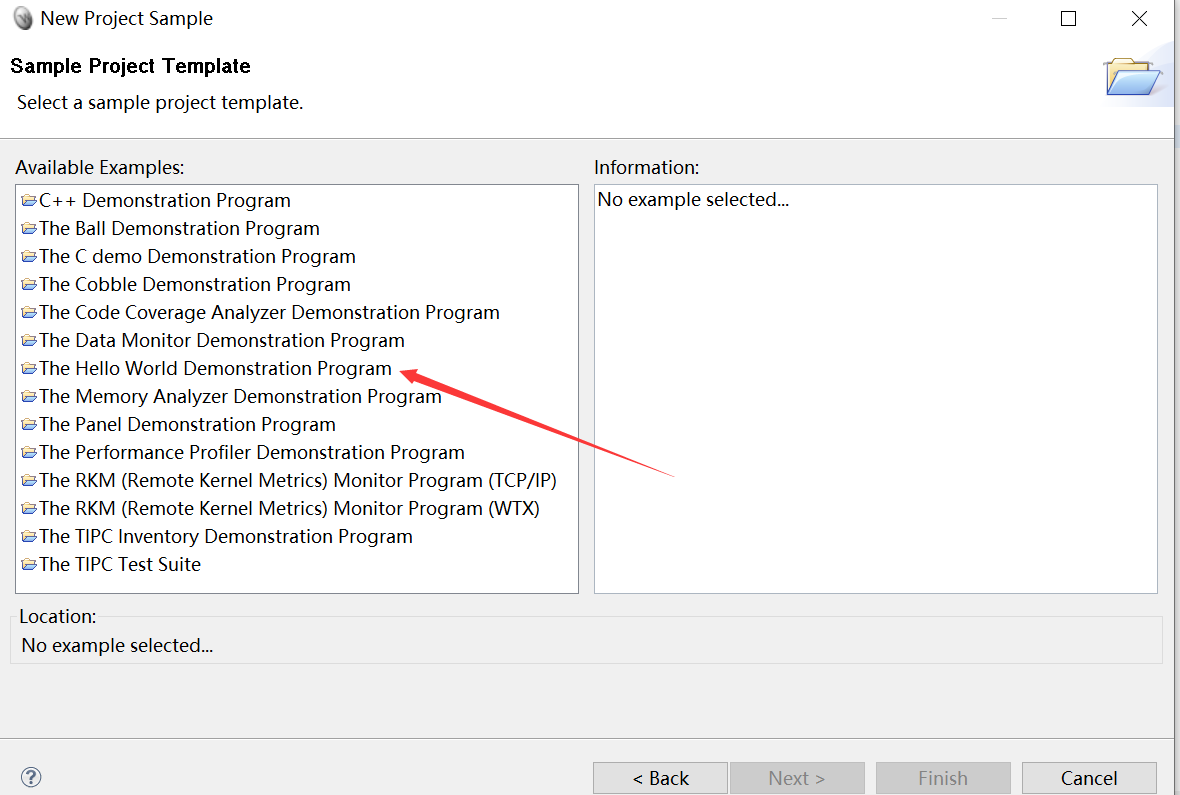 New Project Sample
Sample Project Template
Select a sample project template.
Available Examples:
C++ Demonstration Program
The Ball Demonstration Program
The C demo Demonstration Program
The Cobble Demonstration Program
The Code Coverage Analyzer Demonstration Program
The Data Monitor Demonstration Program
The Hello World Demonstration Program
The Memory Analyzer Demonstration Program
The Panel Demonstration Program
The Performance Profiler Demonstration Program
The RKM (Remote Kernel Metrics) Monitor Program (TCP/IP)
The RKM (Remote Kernel Metrics) Monitor Program (WTX)
The TIPC Inventory Demonstration Program
The TIPC Test Suite
Information:
No example selected...
Location:
No example selected...
?
< Back
Next >
Finish
Cancel